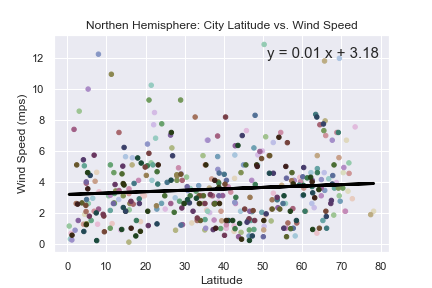 Northen Hemisphere: City Latitude vs. Wind Speed
y = 0.01 x + 3.18
Wind Speed (mps)
12
10
8
6
4
2
0
0 10 20 30 40 50 60 70 80
Latitude